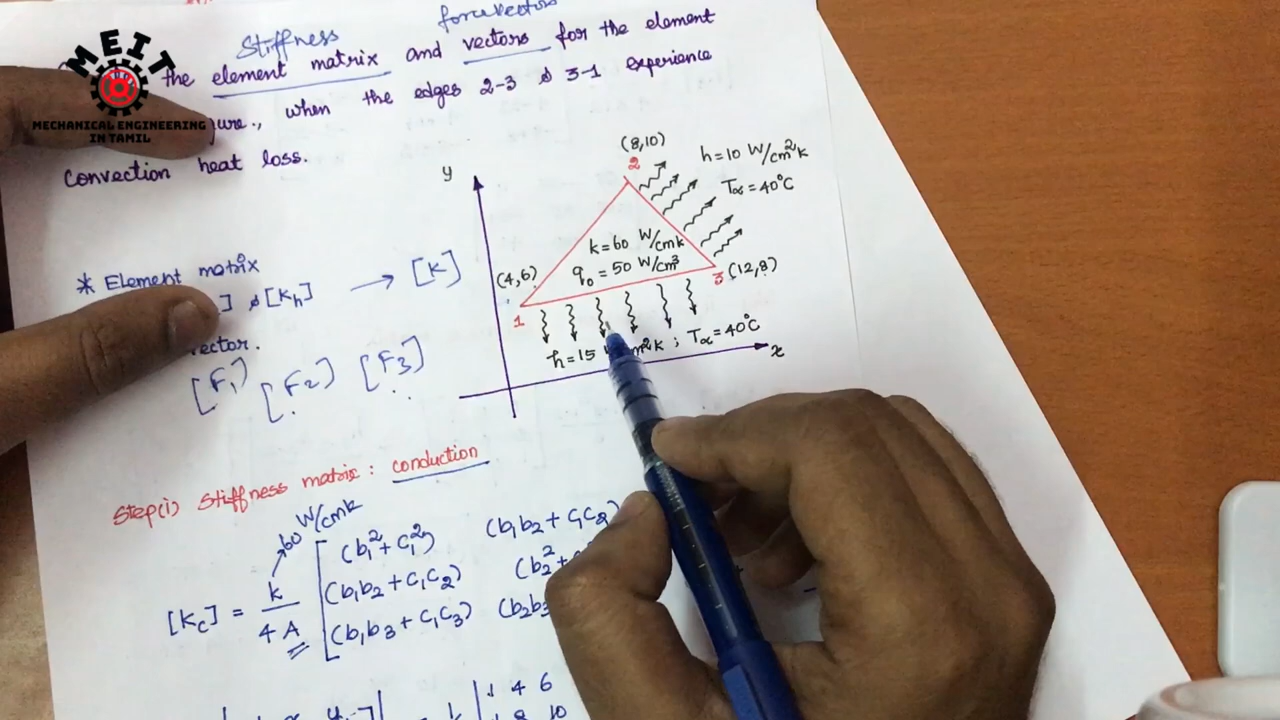 force vectors
Stiffness
the element matrix and vectors for the element
when the edges 2-3 & 3-1 experience
Convection heat loss.
MEIT
MECHANICAL ENGINEERING
IN TAMIL
y
(8,10)
2
h=10 W/cm²K
T∝=40°C
k=60 W/cmk
q₀ = 50 W/cm³
(4,6)
1
3 (12,8)
h=15 T∝=40°C
x
* Element matrix
& [Kh] → [K]
[F1] [F2] [F3]
Step(i) Stiffness matrix: conduction
60 W/cmk
[Kc] = k / 4A
(b₁² + c₁²) (b₁b₂ + c₁c₂)
(b₁b₂ + c₁c₂) (b₂² +
(b₁b₃ + c₁c₃) (b₂b₃
1 4 6
8 10